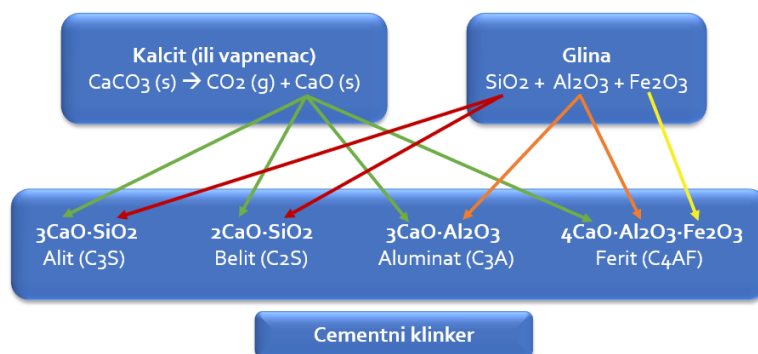 Kalcit (ili vapnenac)
CaCO3 (s) → CO2 (g) + CaO (s)
Glina
SiO2 + Al2O3 + Fe2O3
3CaO·SiO2
Alit (C3S)
2CaO·SiO2
Belit (C2S)
3CaO·Al2O3
Aluminat (C3A)
4CaO·Al2O3·Fe2O3
Ferit (C4AF)
Cementni klinker